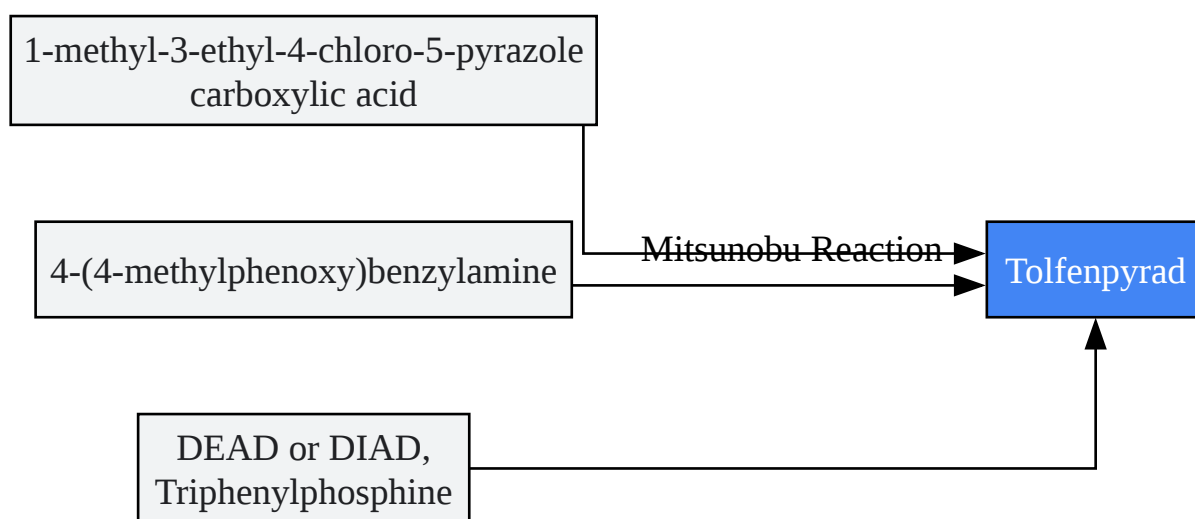 1-methyl-3-ethyl-4-chloro-5-pyrazole
carboxylic acid
Mitsunobu Reaction
4-(4-methylphenoxy)benzylamine
Tolfenpyrad
DEAD or DIAD,
Triphenylphosphine